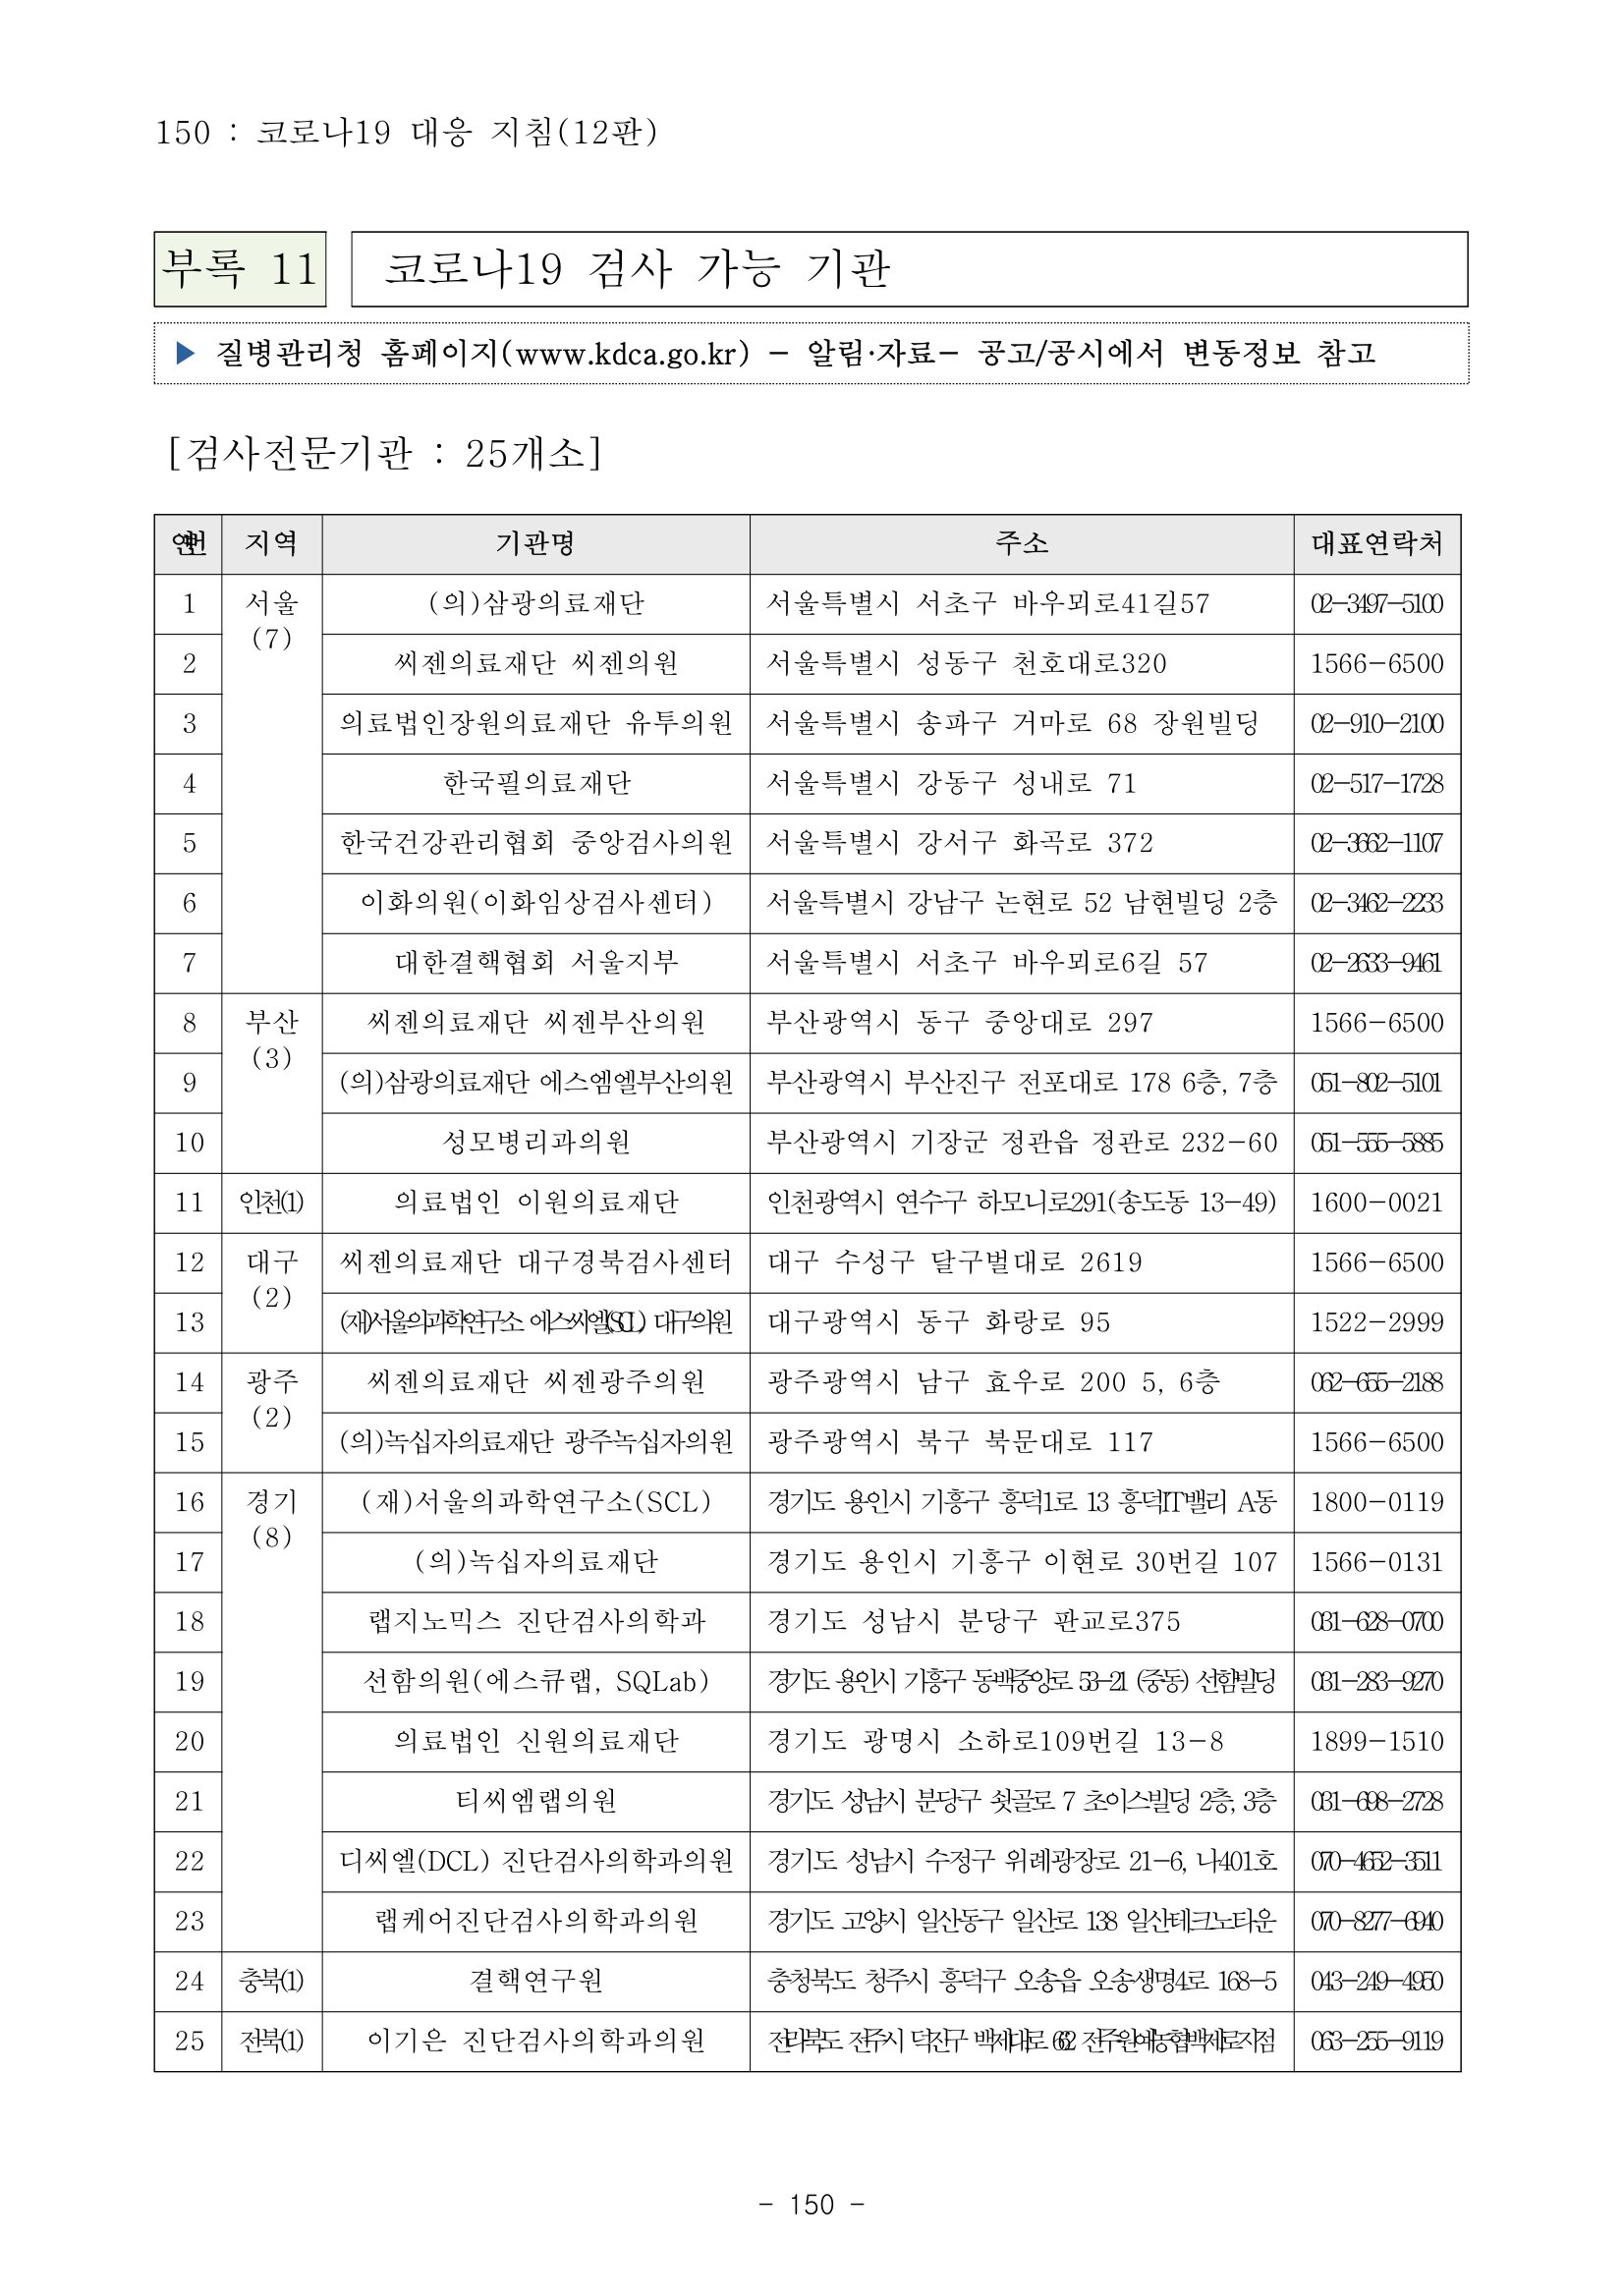 150 : 코로나19 대응 지침(12판)
부록 11 코로나19 검사 가능 기관
▶ 질병관리청 홈페이지(www.kdca.go.kr) - 알림·자료- 공고/공시에서 변동정보 참고
[검사전문기관 : 25개소]
연번 지역 기관명 주소 대표연락처
1 서울 (7) (의)삼광의료재단 서울특별시 서초구 바우뫼로41길57 02-3497-5100
2 씨젠의료재단 씨젠의원 서울특별시 성동구 천호대로320 1566-6500
3 의료법인장원의료재단 유투의원 서울특별시 송파구 거마로 68 장원빌딩 02-910-2100
4 한국필의료재단 서울특별시 강동구 성내로 71 02-517-1728
5 한국건강관리협회 중앙검사의원 서울특별시 강서구 화곡로 372 02-3662-1107
6 이화의원(이화임상검사센터) 서울특별시 강남구 논현로 52 남현빌딩 2층 02-3462-2233
7 대한결핵협회 서울지부 서울특별시 서초구 바우뫼로6길 57 02-2633-9461
8 부산 (3) 씨젠의료재단 씨젠부산의원 부산광역시 동구 중앙대로 297 1566-6500
9 (의)삼광의료재단 에스엠엘부산의원 부산광역시 부산진구 전포대로 178 6층, 7층 051-802-5101
10 성모병리과의원 부산광역시 기장군 정관읍 정관로 232-60 051-555-5885
11 인천(1) 의료법인 이원의료재단 인천광역시 연수구 하모니로291(송도동 13-49) 1600-0021
12 대구 (2) 씨젠의료재단 대구경북검사센터 대구 수성구 달구벌대로 2619 1566-6500
13 (재)서울의과학연구소 에스씨엘(SCL) 대구의원 대구광역시 동구 화랑로 95 1522-2999
14 광주 (2) 씨젠의료재단 씨젠광주의원 광주광역시 남구 효우로 200 5, 6층 062-655-2188
15 (의)녹십자의료재단 광주녹십자의원 광주광역시 북구 북문대로 117 1566-6500
16 경기 (8) (재)서울의과학연구소(SCL) 경기도 용인시 기흥구 흥덕1로 13 흥덕IT밸리 A동 1800-0119
17 (의)녹십자의료재단 경기도 용인시 기흥구 이현로 30번길 107 1566-0131
18 랩지노믹스 진단검사의학과 경기도 성남시 분당구 판교로375 031-628-0700
19 선함의원(에스큐랩, SQLab) 경기도 용인시 기흥구 동백중앙로 53-21 (중동) 선함빌딩 031-283-9270
20 의료법인 신원의료재단 경기도 광명시 소하로109번길 13-8 1899-1510
21 티씨엠랩의원 경기도 성남시 분당구 쇳골로 7 초이스빌딩 2층, 3층 031-698-2728
22 디씨엘(DCL) 진단검사의학과의원 경기도 성남시 수정구 위례광장로 21-6, 나401호 070-4652-3511
23 랩케어진단검사의학과의원 경기도 고양시 일산동구 일산로 138 일산테크노타운 070-8277-6940
24 충북(1) 결핵연구원 충청북도 청주시 흥덕구 오송읍 오송생명4로 168-5 043-249-4950
25 전북(1) 이기은 진단검사의학과의원 전라북도 전주시 덕진구 백제대로 662 전주원예농협백제로지점 063-255-9119
- 150 -